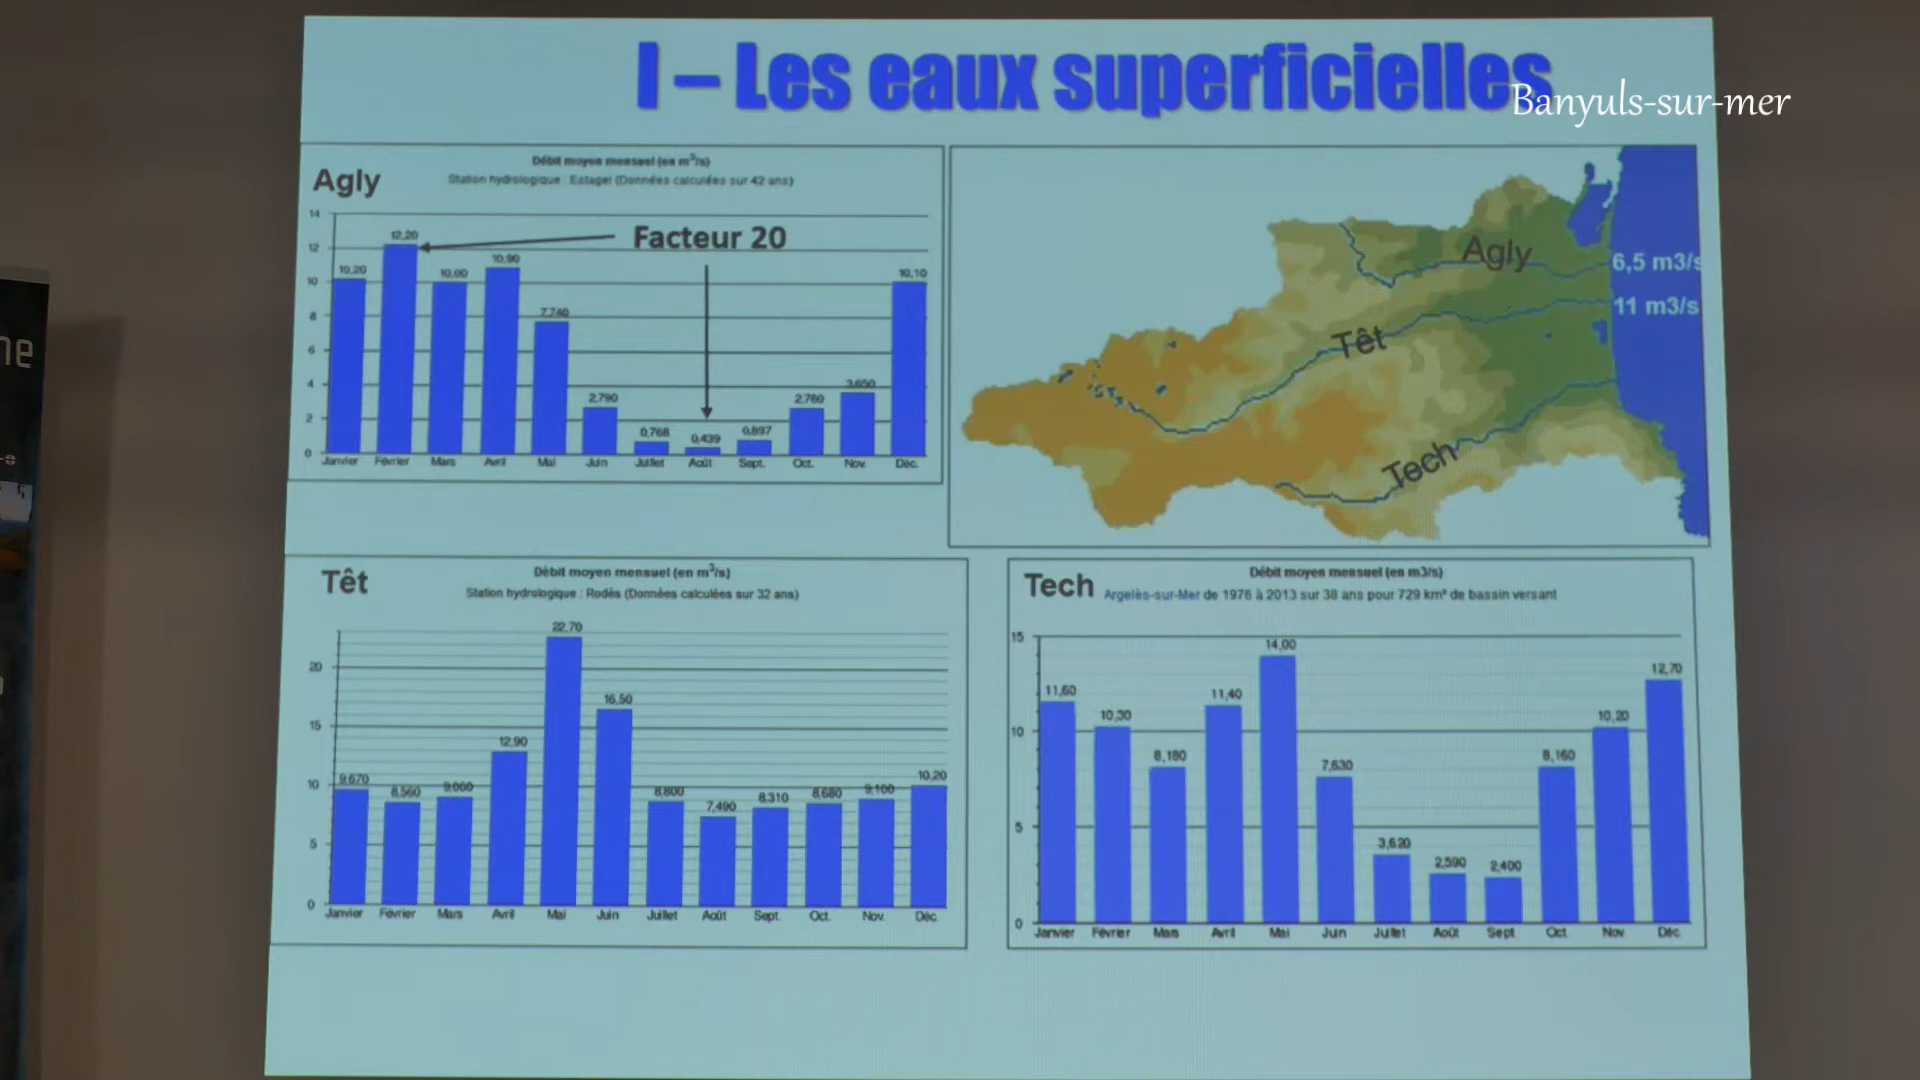 I – Les eaux superficielles
Banyuls-sur-mer
Agly
Débit moyen mensuel (en m³/s)
Station hydrologique : Estagel (Données calculées sur 42 ans)
Facteur 20
14
12
10
8
6
4
2
0
10,20
12,20
10,00
10,90
7,740
2,790
0,768
0,439
0,897
2,760
3,650
10,10
Janvier Février Mars Avril Mai Juin Juillet Août Sept. Oct. Nov. Déc.
Agly
6,5 m3/s
11 m3/s
Têt
Tech
Têt
Débit moyen mensuel (en m³/s)
Station hydrologique : Rodès (Données calculées sur 32 ans)
20
15
10
5
0
9,670
8,560
9,000
12,90
22,70
16,50
8,800
7,490
8,310
8,680
9,100
10,20
Janvier Février Mars Avril Mai Juin Juillet Août Sept. Oct. Nov. Déc.
Tech
Débit moyen mensuel (en m3/s)
Argelès-sur-Mer de 1976 à 2013 sur 38 ans pour 729 km² de bassin versant
15
10
5
0
11,60
10,30
8,180
11,40
14,00
7,630
3,620
2,590
2,400
8,160
10,20
12,70
Janvier Février Mars Avril Mai Juin Juillet Août Sept Oct Nov Déc